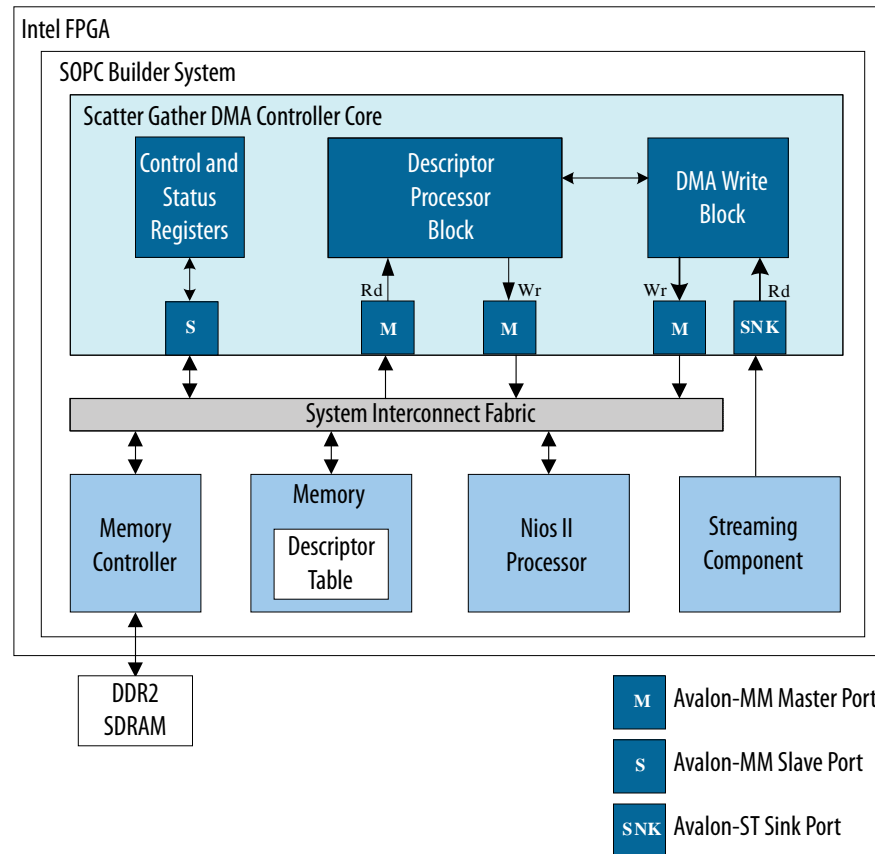 Intel FPGA
SOPC Builder System
Scatter Gather DMA Controller Core
Control and
Status
Registers
Descriptor
Processor
Block
DMA Write
Block
Rd
Wr
Wr
Rd
S
M
M
M
SNK
System Interconnect Fabric
Memory
Controller
Memory
Descriptor
Table
Nios II
Processor
Streaming
Component
DDR2
SDRAM
M Avalon-MM Master Port
S Avalon-MM Slave Port
SNK Avalon-ST Sink Port